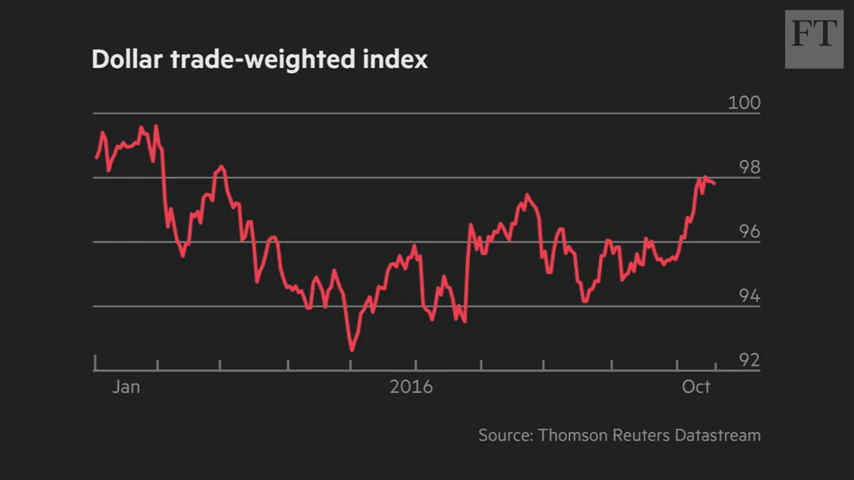 FT
Dollar trade-weighted index
100
98
96
94
92
Jan 2016 Oct
Source: Thomson Reuters Datastream